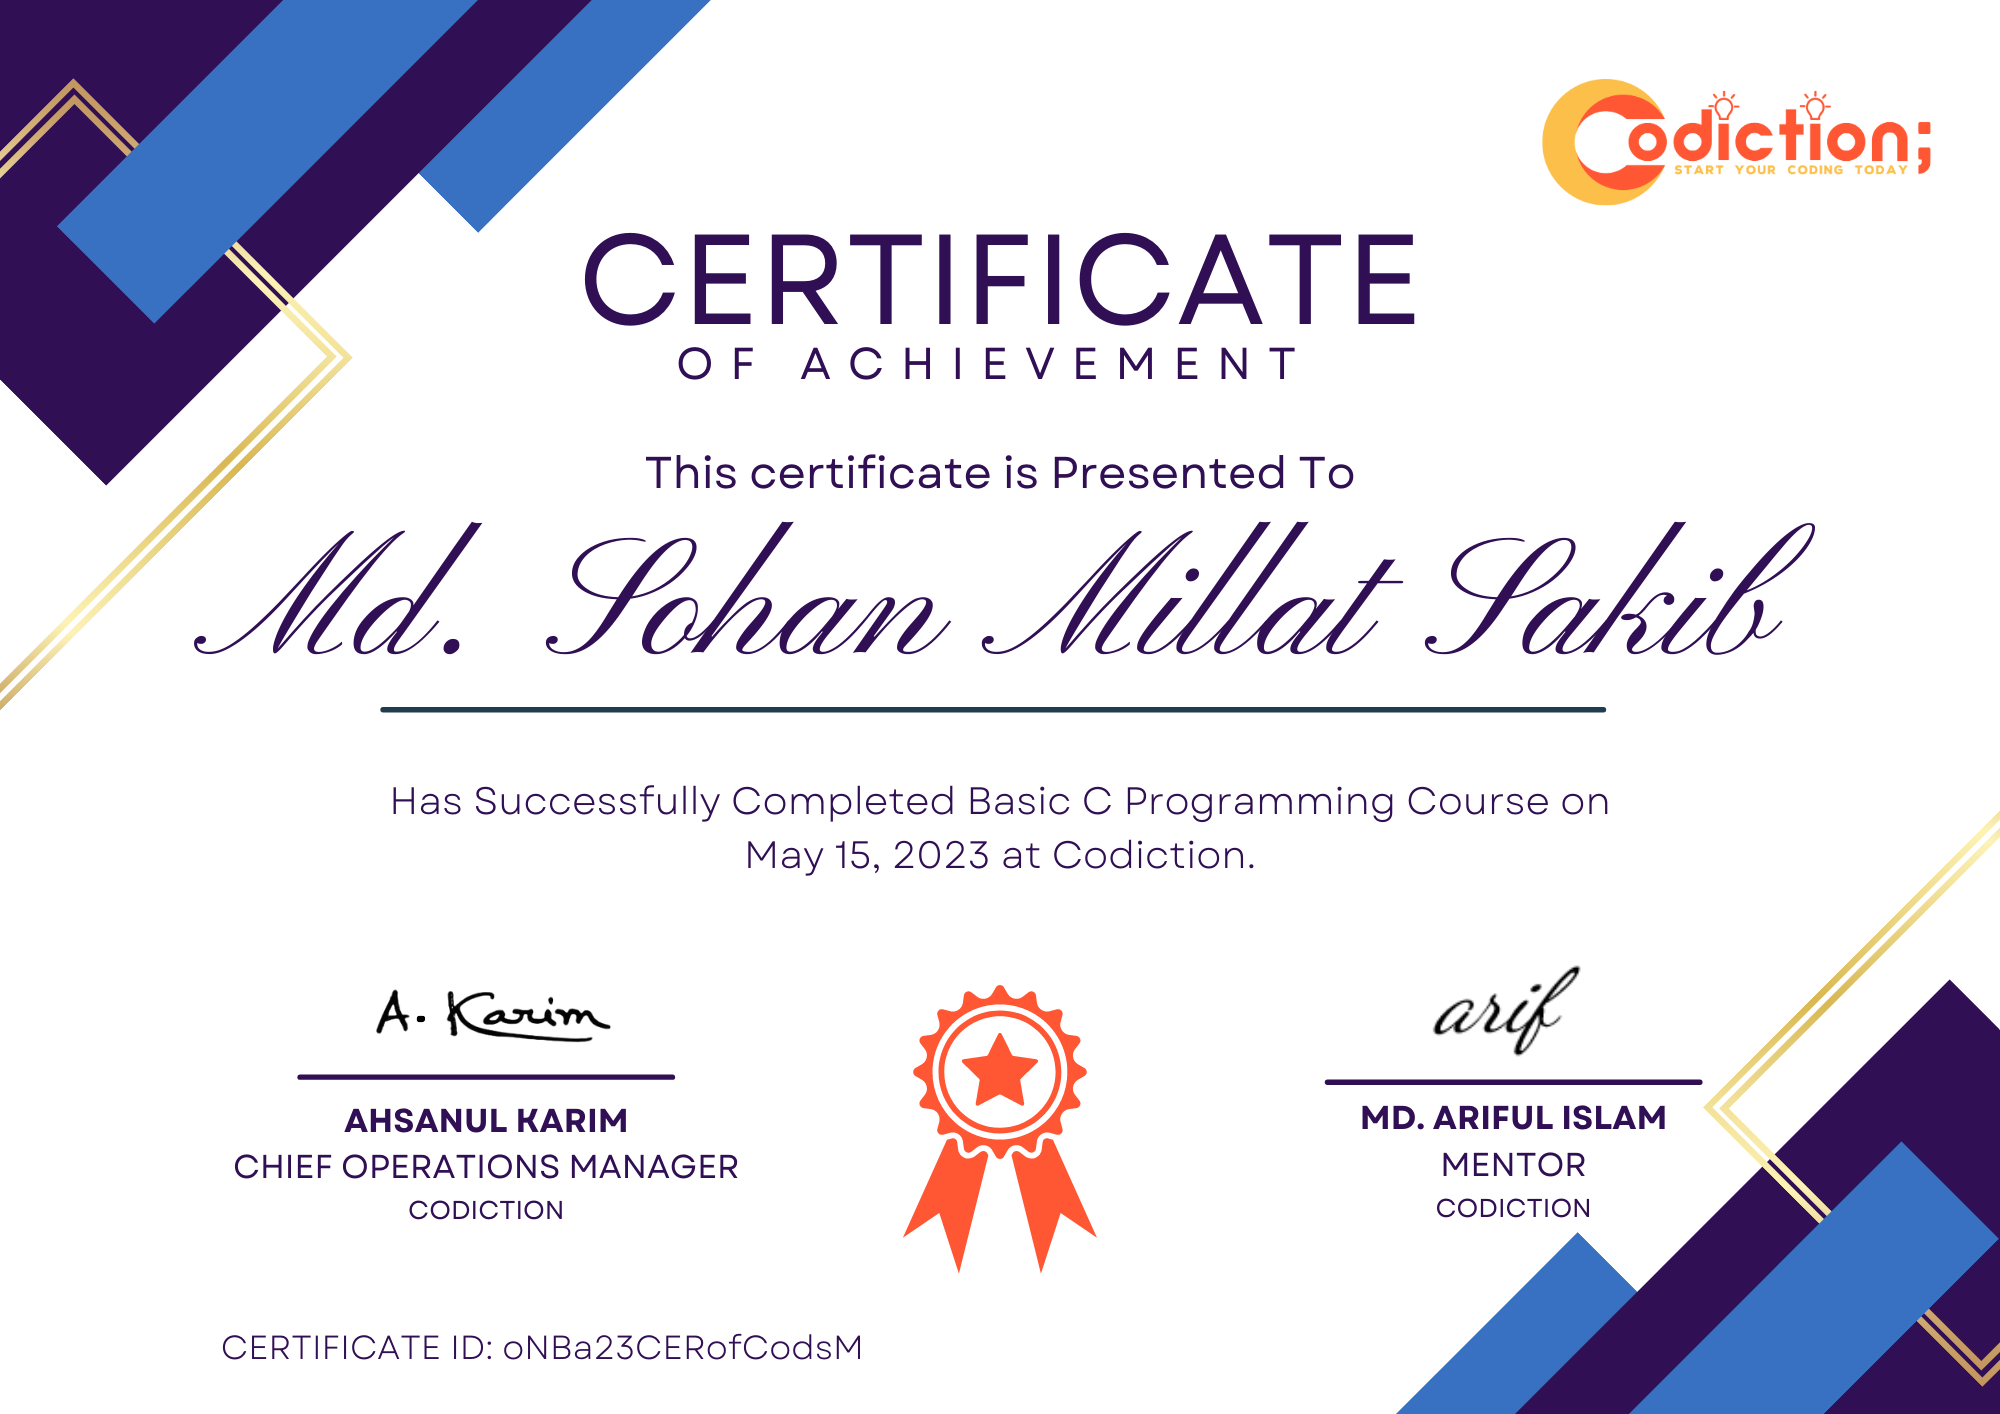 Codiction;
START YOUR CODING TODAY
CERTIFICATE
OF ACHIEVEMENT
This certificate is Presented To
Md. Sohan Millat Sakib
Has Successfully Completed Basic C Programming Course on
May 15, 2023 at Codiction.
A. Karim
AHSANUL KARIM
CHIEF OPERATIONS MANAGER
CODICTION
arif
MD. ARIFUL ISLAM
MENTOR
CODICTION
CERTIFICATE ID: oNBa23CERofCodsM